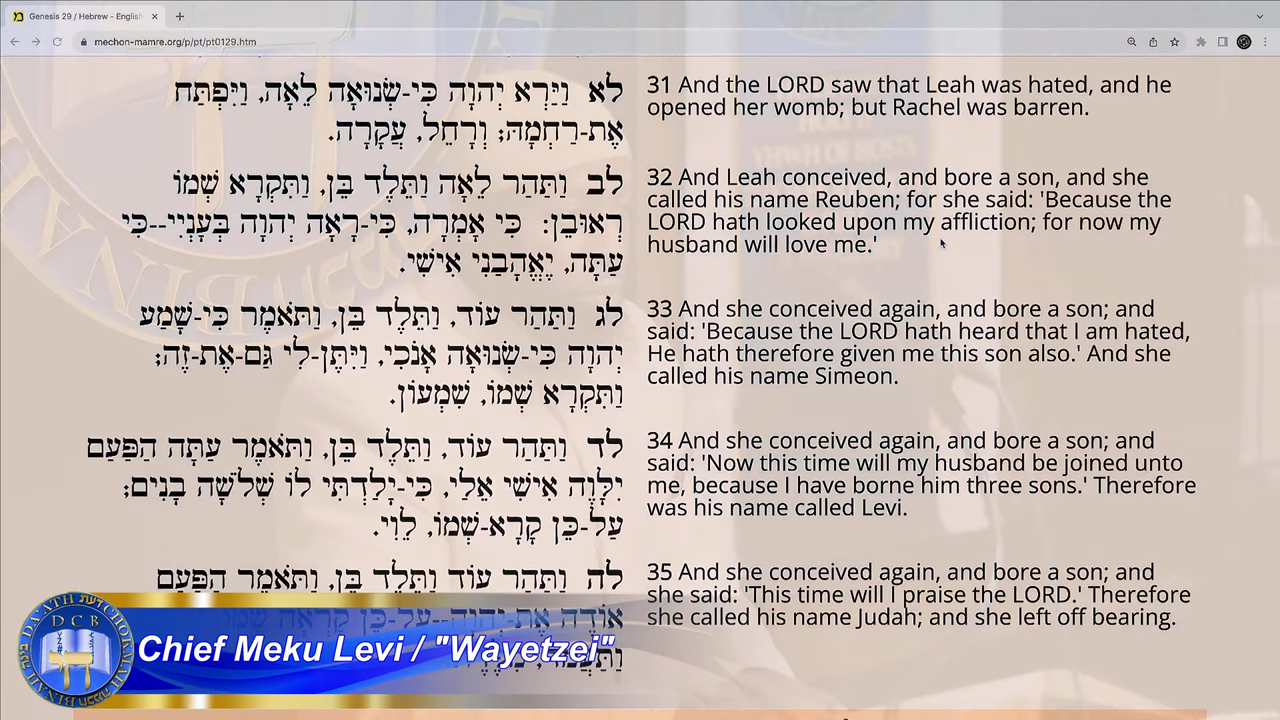 Genesis 29 / Hebrew - English
mechon-mamre.org/p/pt/pt0129.htm
לא וַיַּרְא יְהוָה כִּי-שְׂנוּאָה לֵאָה, וַיִּפְתַּח
אֶת-רַחְמָהּ; וְרָחֵל, עֲקָרָה.
31 And the LORD saw that Leah was hated, and he
opened her womb; but Rachel was barren.
לב וַתַּהַר לֵאָה וַתֵּלֶד בֵּן, וַתִּקְרָא שְׁמוֹ
רְאוּבֵן: כִּי אָמְרָה, כִּי-רָאָה יְהוָה בְּעָנְיִי--כִּי
עַתָּה, יֶאֱהָבַנִי אִישִׁי.
32 And Leah conceived, and bore a son, and she
called his name Reuben; for she said: 'Because the
LORD hath looked upon my affliction; for now my
husband will love me.'
לג וַתַּהַר עוֹד, וַתֵּלֶד בֵּן, וַתֹּאמֶר כִּי-שָׁמַע
יְהוָה כִּי-שְׂנוּאָה אָנֹכִי, וַיִּתֶּן-לִי גַּם-אֶת-זֶה;
וַתִּקְרָא שְׁמוֹ, שִׁמְעוֹן.
33 And she conceived again, and bore a son; and
said: 'Because the LORD hath heard that I am hated,
He hath therefore given me this son also.' And she
called his name Simeon.
לד וַתַּהַר עוֹד, וַתֵּלֶד בֵּן, וַתֹּאמֶר עַתָּה הַפַּעַם
יִלָּוֶה אִישִׁי אֵלַי, כִּי-יָלַדְתִּי לוֹ שְׁלֹשָׁה בָנִים;
עַל-כֵּן קָרָא-שְׁמוֹ, לֵוִי.
34 And she conceived again, and bore a son; and
said: 'Now this time will my husband be joined unto
me, because I have borne him three sons.' Therefore
was his name called Levi.
לה וַתַּהַר עוֹד וַתֵּלֶד בֵּן, וַתֹּאמֶר הַפַּעַם
אוֹדֶה אֶת-יְהוָה--עַל-כֵּן קָרְאָה שְׁמוֹ,
35 And she conceived again, and bore a son; and
she said: 'This time will I praise the LORD.' Therefore
she called his name Judah; and she left off bearing.
DCB
Chief Meku Levi / "Wayetzei"